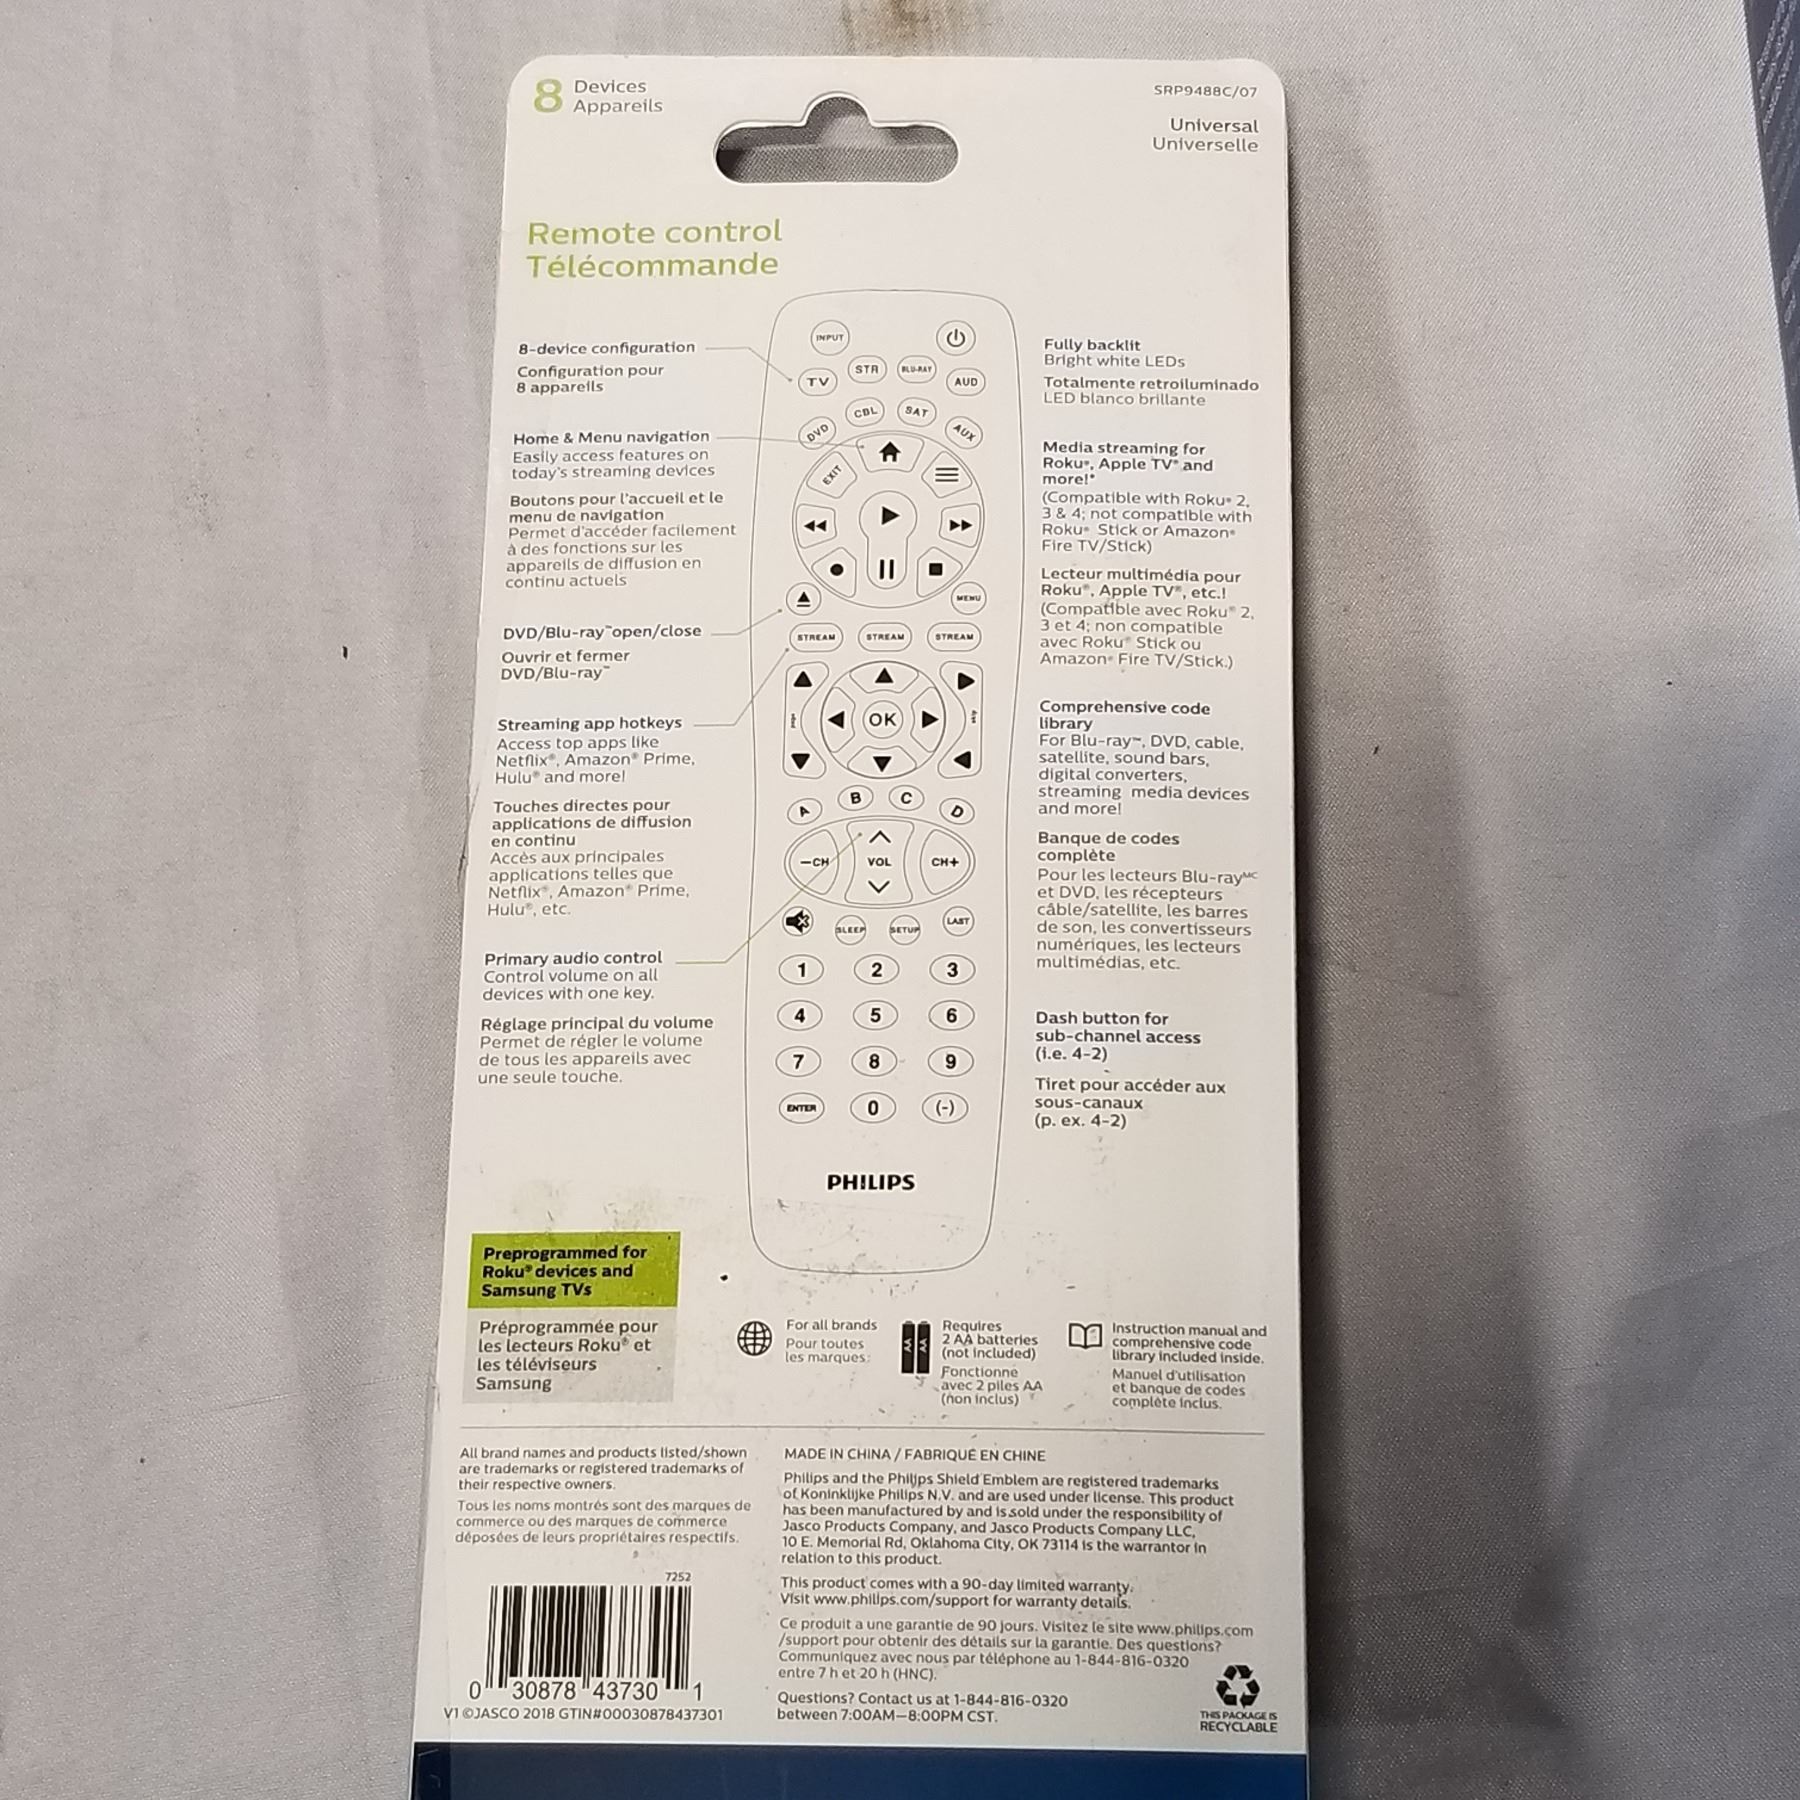 8 Devices
Appareils
SRP9488C/07
Universal
Universelle
Remote control
Télécommande
8-device configuration
Configuration pour
8 appareils
Home & Menu navigation
Easily access features on
today's streaming devices
Boutons pour l'accueil et le
menu de navigation
Permet d'accéder facilement
à des fonctions sur les
appareils de diffusion en
continu actuels
DVD/Blu-ray™open/close
Ouvrir et fermer
DVD/Blu-ray™
Streaming app hotkeys
Access top apps like
Netflix®, Amazon® Prime,
Hulu® and more!
Touches directes pour
applications de diffusion
en continu
Accès aux principales
applications telles que
Netflix®, Amazon® Prime,
Hulu®, etc.
Primary audio control
Control volume on all
devices with one key.
Réglage principal du volume
Permet de régler le volume
de tous les appareils avec
une seule touche.
INPUT
TV STR BLU-RAY AUD
DVD CBL SAT AUX
EXIT
MENU
STREAM STREAM STREAM
page OK skip
A B C D
—CH VOL CH+
SLEEP SETUP LAST
1 2 3
4 5 6
7 8 9
ENTER 0 (-)
PHILIPS
Fully backlit
Bright white LEDs
Totalmente retroiluminado
LED blanco brillante
Media streaming for
Roku®, Apple TV® and
more!*
(Compatible with Roku® 2,
3 & 4; not compatible with
Roku® Stick or Amazon®
Fire TV/Stick)
Lecteur multimédia pour
Roku®, Apple TV®, etc.!
(Compatible avec Roku® 2,
3 et 4; non compatible
avec Roku® Stick ou
Amazon® Fire TV/Stick.)
Comprehensive code
library
For Blu-ray™, DVD, cable,
satellite, sound bars,
digital converters,
streaming media devices
and more!
Banque de codes
complète
Pour les lecteurs Blu-rayᴹᶜ
et DVD, les récepteurs
câble/satellite, les barres
de son, les convertisseurs
numériques, les lecteurs
multimédias, etc.
Dash button for
sub-channel access
(i.e. 4-2)
Tiret pour accéder aux
sous-canaux
(p. ex. 4-2)
Preprogrammed for
Roku® devices and
Samsung TVs
Préprogrammée pour
les lecteurs Roku® et
les téléviseurs
Samsung
For all brands
Pour toutes
les marques:
AA AA
Requires
2 AA batteries
(not included)
Fonctionne
avec 2 piles AA
(non inclus)
Instruction manual and
comprehensive code
library included inside.
Manuel d'utilisation
et banque de codes
complète inclus.
All brand names and products listed/shown
are trademarks or registered trademarks of
their respective owners.
Tous les noms montrés sont des marques de
commerce ou des marques de commerce
déposées de leurs propriétaires respectifs.
7252
0 30878 43730 1
V1 ©JASCO 2018 GTIN#00030878437301
MADE IN CHINA / FABRIQUÉ EN CHINE
Philips and the Philips Shield Emblem are registered trademarks
of Koninklijke Philips N.V. and are used under license. This product
has been manufactured by and is sold under the responsibility of
Jasco Products Company, and Jasco Products Company LLC,
10 E. Memorial Rd, Oklahoma City, OK 73114 is the warrantor in
relation to this product.
This product comes with a 90-day limited warranty.
Visit www.philips.com/support for warranty details.
Ce produit a une garantie de 90 jours. Visitez le site www.philips.com
/support pour obtenir des détails sur la garantie. Des questions?
Communiquez avec nous par téléphone au 1-844-816-0320
entre 7 h et 20 h (HNC).
Questions? Contact us at 1-844-816-0320
between 7:00AM—8:00PM CST.
THIS PACKAGE IS
RECYCLABLE